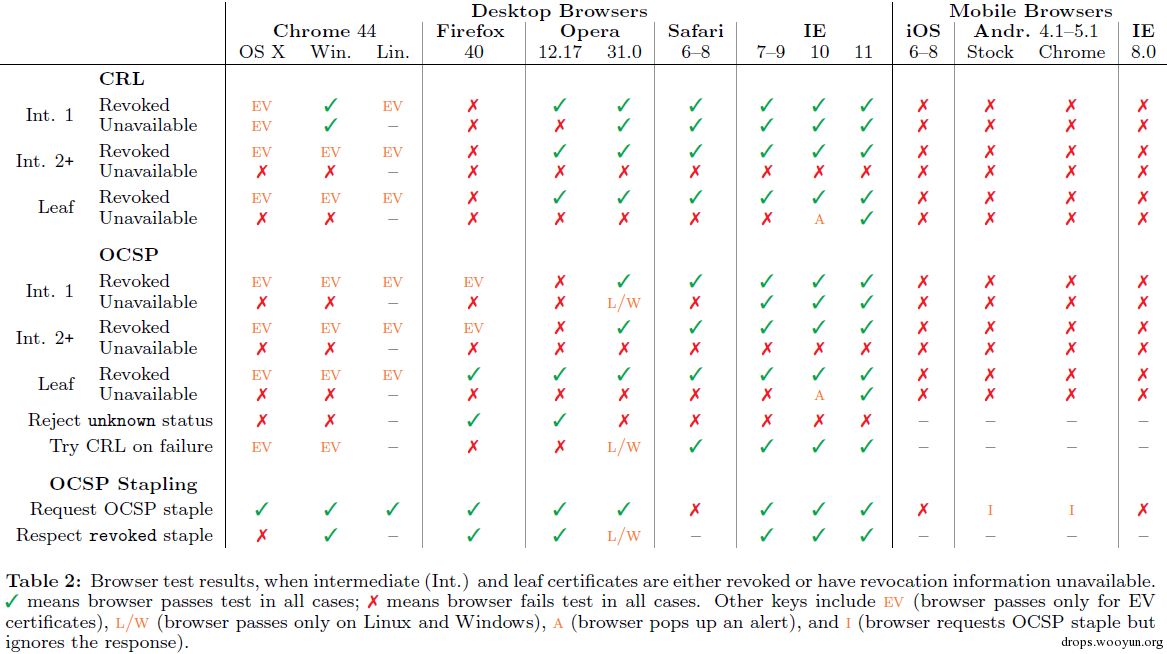 Desktop Browsers Mobile Browsers
Chrome 44 Firefox Opera Safari IE iOS Andr. 4.1–5.1 IE
OS X Win. Lin. 40 12.17 31.0 6–8 7–9 10 11 6–8 Stock Chrome 8.0
CRL
Int. 1 Revoked EV ✓ EV ✗ ✓ ✓ ✓ ✓ ✓ ✓ ✗ ✗ ✗ ✗
Unavailable EV ✓ – ✗ ✗ ✓ ✓ ✓ ✓ ✓ ✗ ✗ ✗ ✗
Int. 2+ Revoked EV EV EV ✗ ✓ ✓ ✓ ✓ ✓ ✓ ✗ ✗ ✗ ✗
Unavailable ✗ ✗ – ✗ ✗ ✗ ✗ ✗ ✗ ✗ ✗ ✗ ✗ ✗
Leaf Revoked EV EV EV ✗ ✓ ✓ ✓ ✓ ✓ ✓ ✗ ✗ ✗ ✗
Unavailable ✗ ✗ – ✗ ✗ ✗ ✗ ✗ A ✓ ✗ ✗ ✗ ✗
OCSP
Int. 1 Revoked EV EV EV EV ✗ ✓ ✓ ✓ ✓ ✓ ✗ ✗ ✗ ✗
Unavailable ✗ ✗ – ✗ ✗ L/W ✗ ✓ ✓ ✓ ✗ ✗ ✗ ✗
Int. 2+ Revoked EV EV EV EV ✗ ✓ ✓ ✓ ✓ ✓ ✗ ✗ ✗ ✗
Unavailable ✗ ✗ – ✗ ✗ ✗ ✗ ✗ ✗ ✗ ✗ ✗ ✗ ✗
Leaf Revoked EV EV EV ✓ ✓ ✓ ✓ ✓ ✓ ✓ ✗ ✗ ✗ ✗
Unavailable ✗ ✗ – ✗ ✗ ✗ ✗ ✗ A ✓ ✗ ✗ ✗ ✗
Reject unknown status ✗ ✗ – ✓ ✓ ✗ ✗ ✗ ✗ ✗ – – – –
Try CRL on failure EV EV – ✗ ✗ L/W ✓ ✓ ✓ ✓ – – – –
OCSP Stapling
Request OCSP staple ✓ ✓ ✓ ✓ ✓ ✓ ✗ ✓ ✓ ✓ ✗ I I ✗
Respect revoked staple ✗ ✓ – ✓ ✓ L/W – ✓ ✓ ✓ – – – –
Table 2: Browser test results, when intermediate (Int.) and leaf certificates are either revoked or have revocation information unavailable.
✓ means browser passes test in all cases; ✗ means browser fails test in all cases. Other keys include EV (browser passes only for EV
certificates), L/W (browser passes only on Linux and Windows), A (browser pops up an alert), and I (browser requests OCSP staple but
ignores the response).
drops.wooyun.org